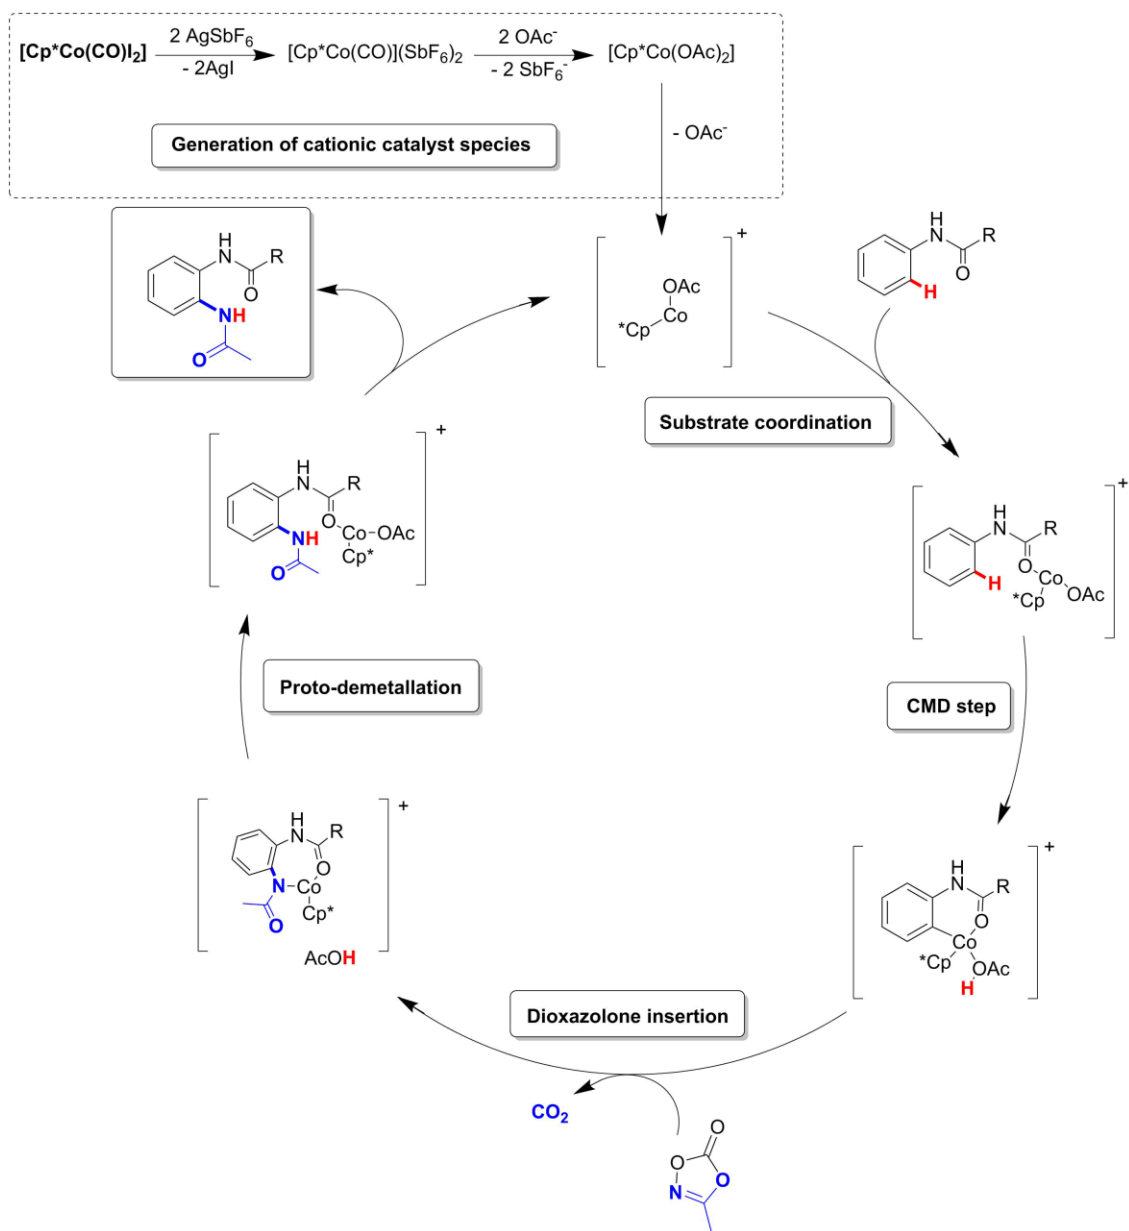 [Cp*Co(CO)I2] 2 AgSbF6 - 2AgI [Cp*Co(CO)](SbF6)2 2 OAc- - 2 SbF6- [Cp*Co(OAc)2]
Generation of cationic catalyst species
- OAc-
H
N R
O
NH
O
+
OAc
*Cp Co
H
N R
O
H
Substrate coordination
+
H
N R
O
Co OAc
NH
Cp*
O
+
H
N R
O
Co
H
*Cp OAc
Proto-demetallation
CMD step
+
H
N R
O
N Co
Cp*
O
AcOH
+
H
N R
O
Co
*Cp OAc
H
Dioxazolone insertion
CO2
O
O
O
N